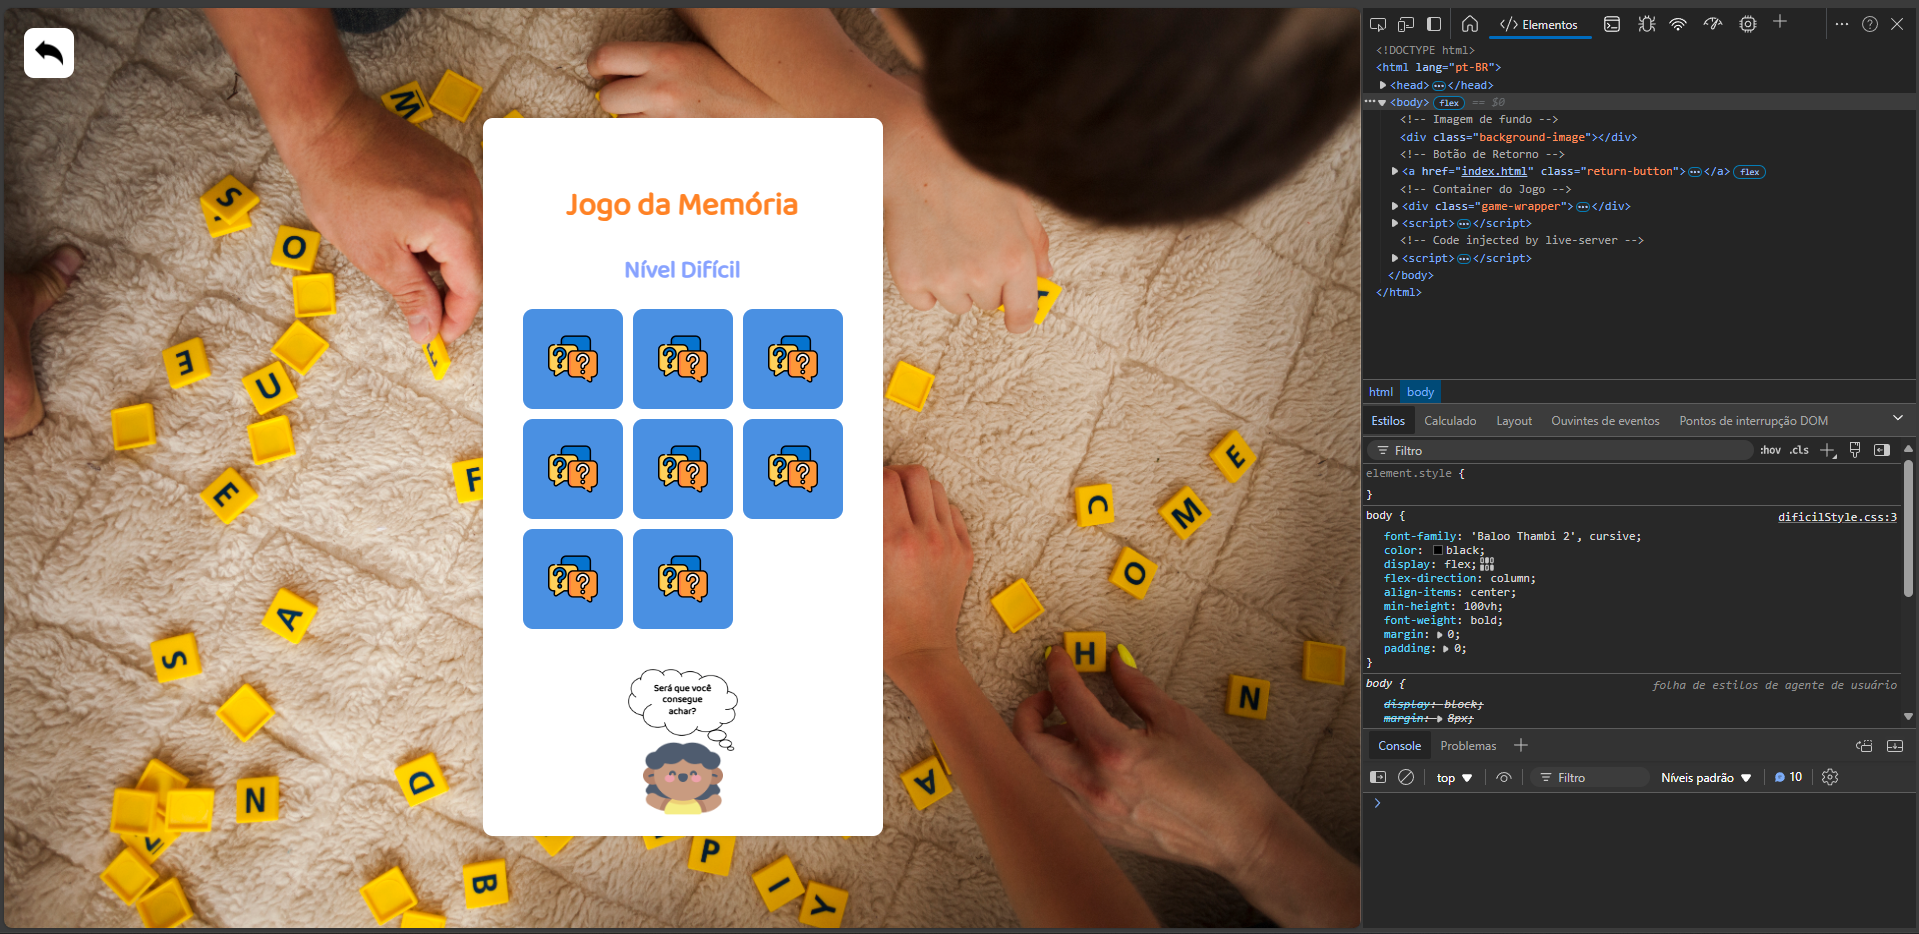 Jogo da Memória
Nível Difícil
Será que você
consegue
achar?
M
S
O
E
U
E
F
A
S
N
D
B
P
I
Y
A
C
M
E
O
H
N
Elementos
<!DOCTYPE html>
<html lang="pt-BR">
<head> ••• </head>
••• <body> flex == $0
<!-- Imagem de fundo -->
<div class="background-image"></div>
<!-- Botão de Retorno -->
<a href="index.html" class="return-button"> ••• </a> flex
<!-- Container do Jogo -->
<div class="game-wrapper"> ••• </div>
<script> ••• </script>
<!-- Code injected by live-server -->
<script> ••• </script>
</body>
</html>
html body
Estilos Calculado Layout Ouvintes de eventos Pontos de interrupção DOM
Filtro :hov .cls
element.style {
}
body { dificilStyle.css:3
font-family: 'Baloo Thambi 2', cursive;
color: black;
display: flex;
flex-direction: column;
align-items: center;
min-height: 100vh;
font-weight: bold;
margin: 0;
padding: 0;
}
body { folha de estilos de agente de usuário
display: block;
margin: 8px;
Console Problemas
top Filtro Níveis padrão 10